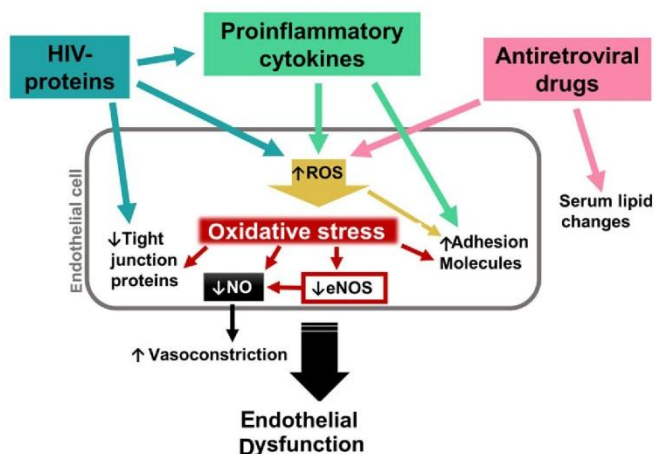 HIV-
proteins
Proinflammatory
cytokines
Antiretroviral
drugs
Endothelial cell
↑ROS
Serum lipid
changes
Oxidative stress
↓Tight
junction
proteins
↑Adhesion
Molecules
↓NO
↓eNOS
↑ Vasoconstriction
Endothelial
Dysfunction